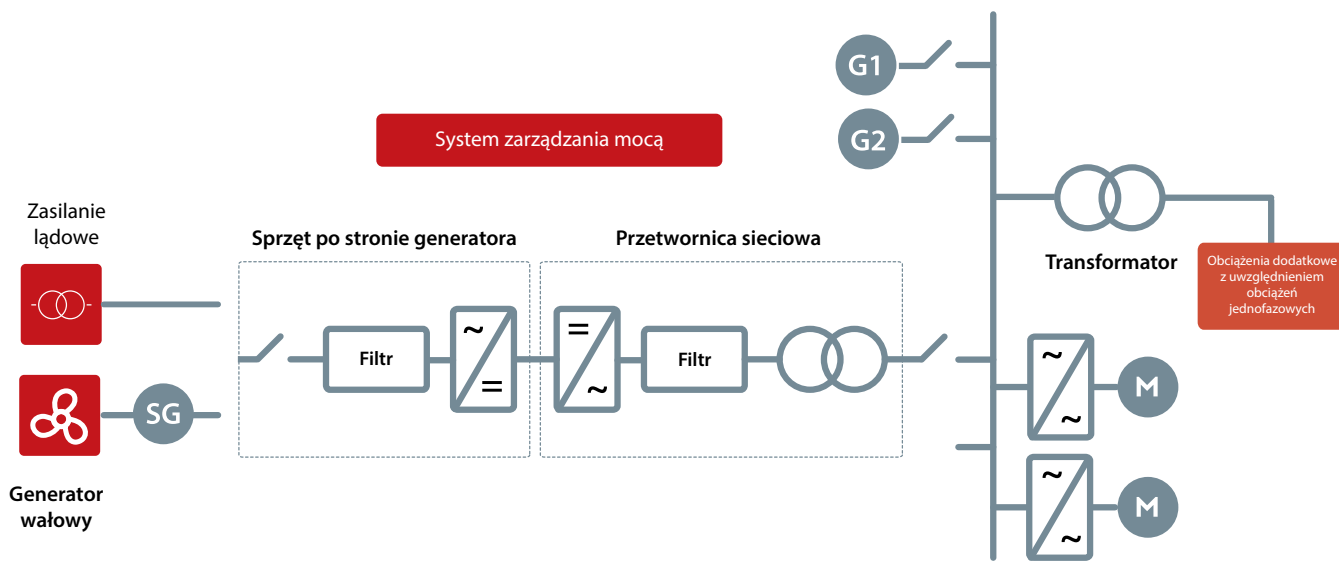 G1
System zarządzania mocą
G2
Zasilanie
lądowe
Sprzęt po stronie generatora
Przetwornica sieciowa
Transformator
Obciążenia dodatkowe
z uwzględnieniem
obciążeń
jednofazowych
~
=
Filtr
=
~
Filtr
~
~
M
SG
Generator
wałowy
~
~
M